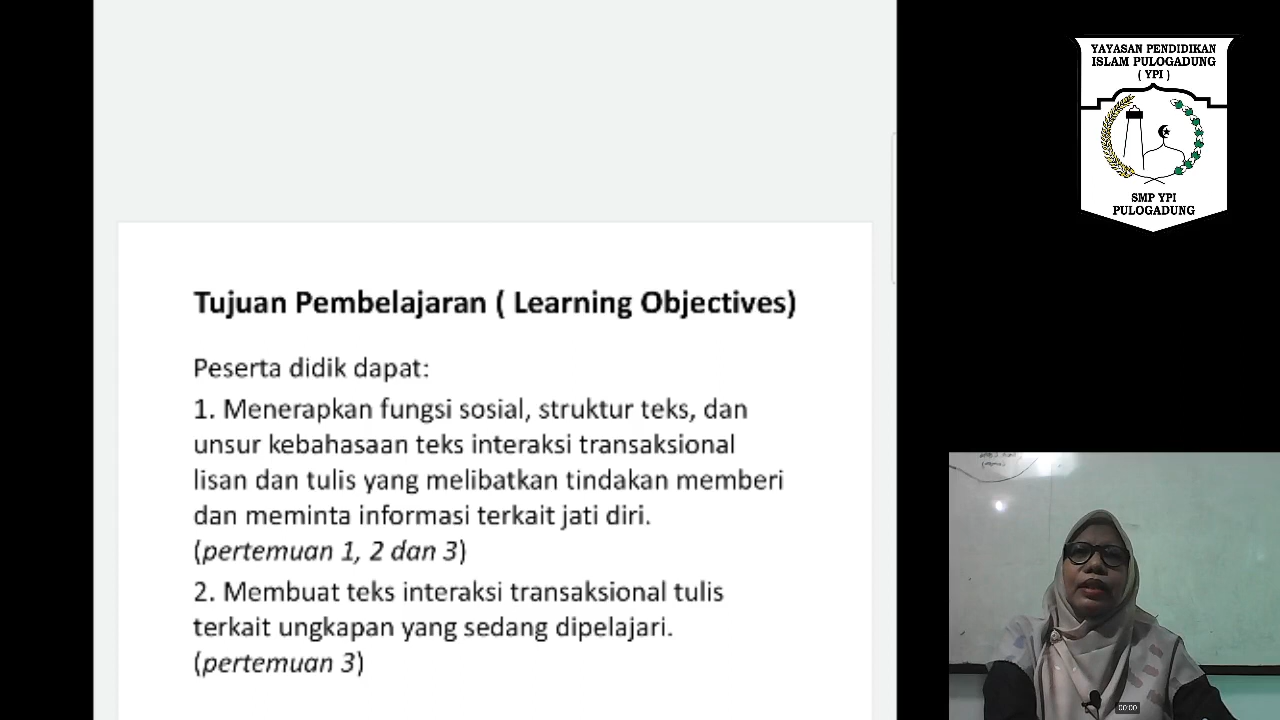 YAYASAN PENDIDIKAN
ISLAM PULOGADUNG
( YPI )
SMP YPI
PULOGADUNG
Tujuan Pembelajaran ( Learning Objectives)
Peserta didik dapat:
1. Menerapkan fungsi sosial, struktur teks, dan
unsur kebahasaan teks interaksi transaksional
lisan dan tulis yang melibatkan tindakan memberi
dan meminta informasi terkait jati diri.
(pertemuan 1, 2 dan 3)
2. Membuat teks interaksi transaksional tulis
terkait ungkapan yang sedang dipelajari.
(pertemuan 3)
00:00